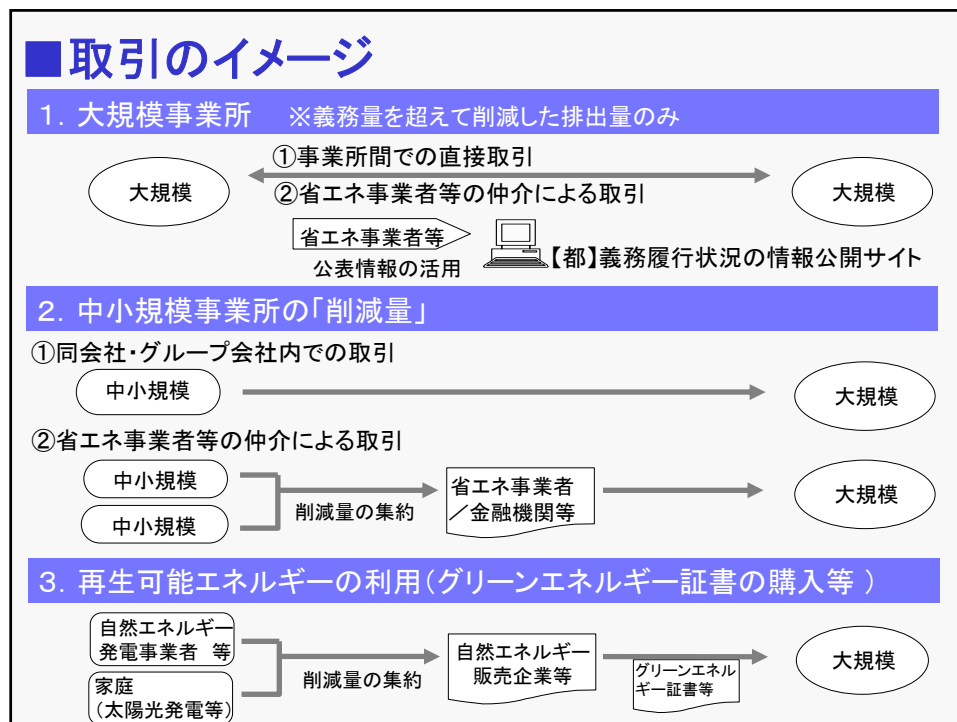 ■取引のイメージ
１．大規模事業所　※義務量を超えて削減した排出量のみ
①事業所間での直接取引
大規模
大規模
②省エネ事業者等の仲介による取引
省エネ事業者等
公表情報の活用
【都】義務履行状況の情報公開サイト
２．中小規模事業所の「削減量」
①同会社・グループ会社内での取引
中小規模
大規模
②省エネ事業者等の仲介による取引
中小規模
中小規模
削減量の集約
省エネ事業者
／金融機関等
大規模
３．再生可能エネルギーの利用（グリーンエネルギー証書の購入等 ）
自然エネルギー
発電事業者　等
家庭
（太陽光発電等）
削減量の集約
自然エネルギー
販売企業等
グリーンエネル
ギー証書等
大規模